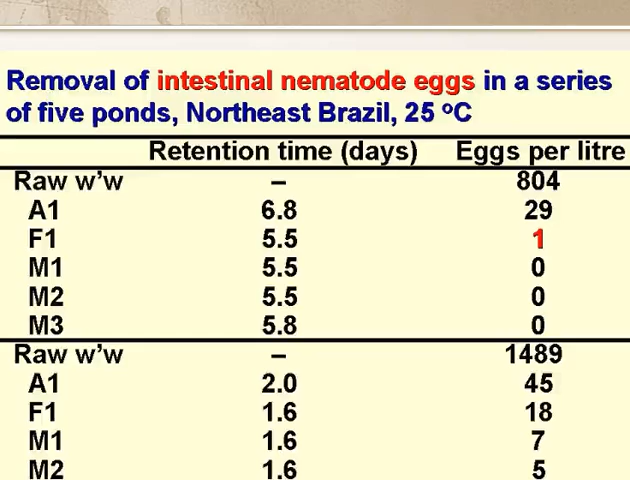 Removal of intestinal nematode eggs in a series
of five ponds, Northeast Brazil, 25 ºC
Retention time (days) Eggs per litre
Raw w'w – 804
A1 6.8 29
F1 5.5 1
M1 5.5 0
M2 5.5 0
M3 5.8 0
Raw w'w – 1489
A1 2.0 45
F1 1.6 18
M1 1.6 7
M2 1.6 5